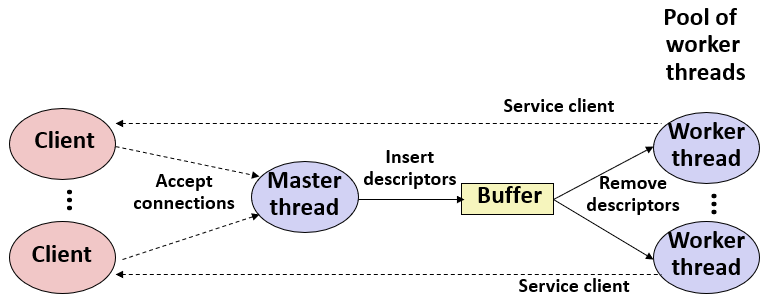 Pool of
worker
threads
Service client
Client
Worker
thread
Accept
connections
Master
thread
Insert
descriptors
Buffer
Remove
descriptors
Client
Worker
thread
Service client